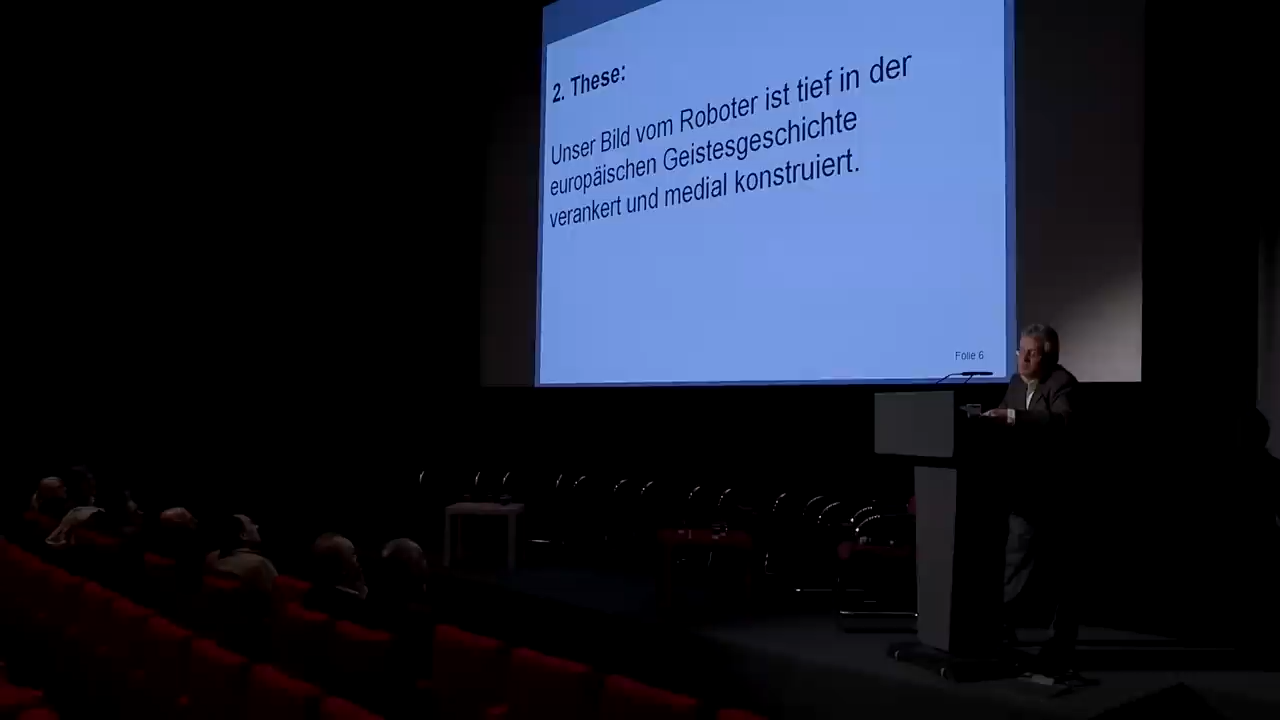 2. These:
Unser Bild vom Roboter ist tief in der
europäischen Geistesgeschichte
verankert und medial konstruiert.
Folie 6